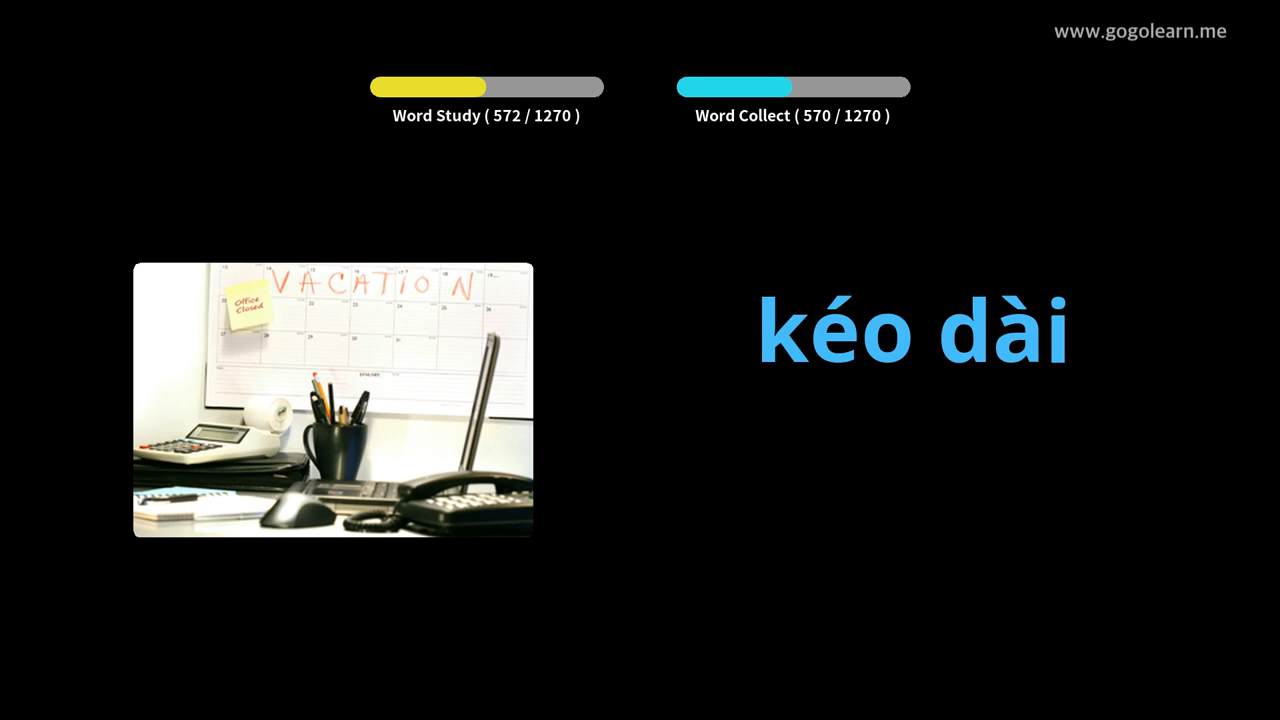 www.gogolearn.me
Word Study ( 572 / 1270 )
Word Collect ( 570 / 1270 )
VACATION
Office
Closed
kéo dài